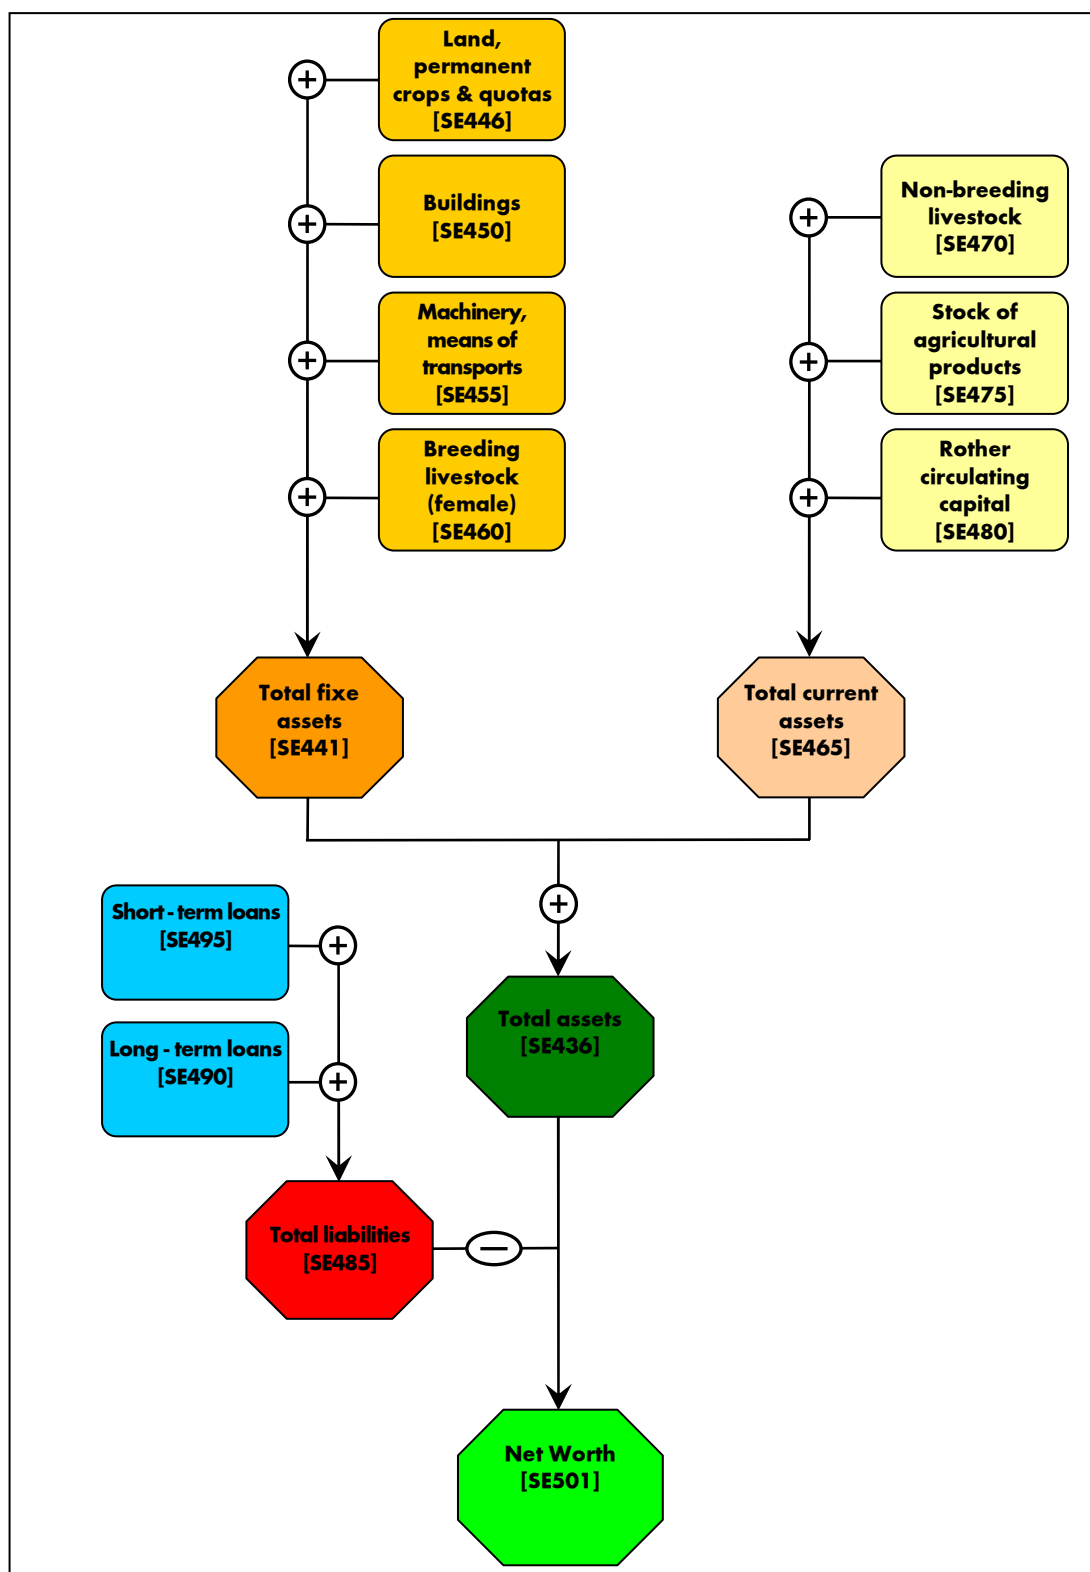 Land,
permanent
crops & quotas
[SE446]
Buildings
[SE450]
Machinery,
means of
transports
[SE455]
Breeding
livestock
(female)
[SE460]
Non-breeding
livestock
[SE470]
Stock of
agricultural
products
[SE475]
Rother
circulating
capital
[SE480]
Total fixe
assets
[SE441]
Total current
assets
[SE465]
Short - term loans
[SE495]
Long - term loans
[SE490]
Total assets
[SE436]
Total liabilities
[SE485]
Net Worth
[SE501]